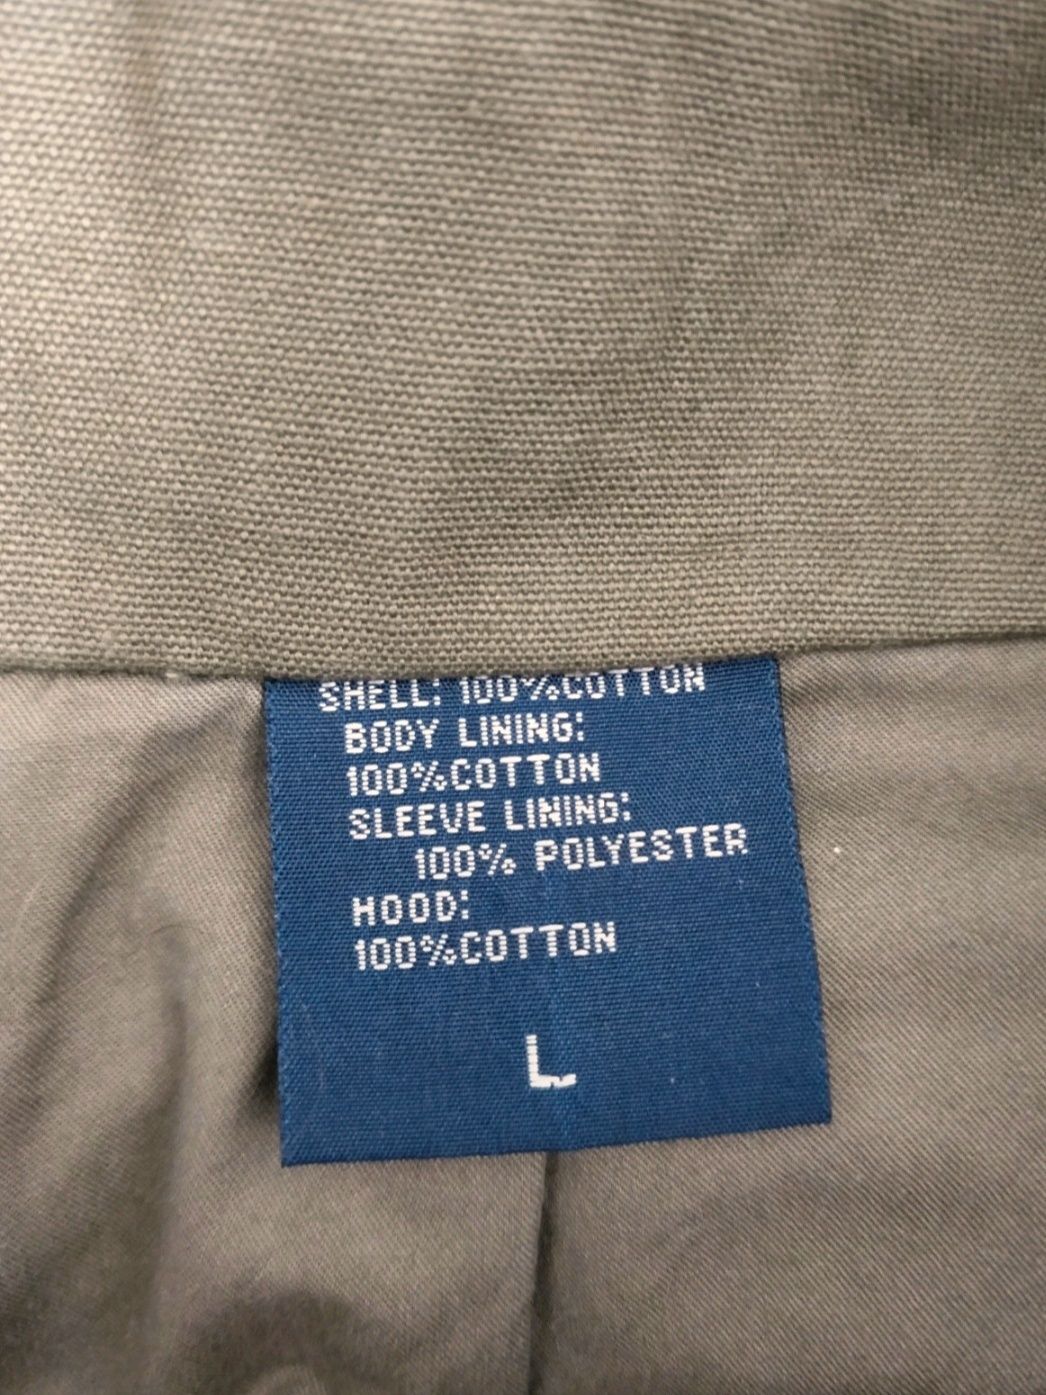 SHELL: 100%COTTON
BODY LINING:
100%COTTON
SLEEVE LINING:
100% POLYESTER
HOOD:
100%COTTON
L